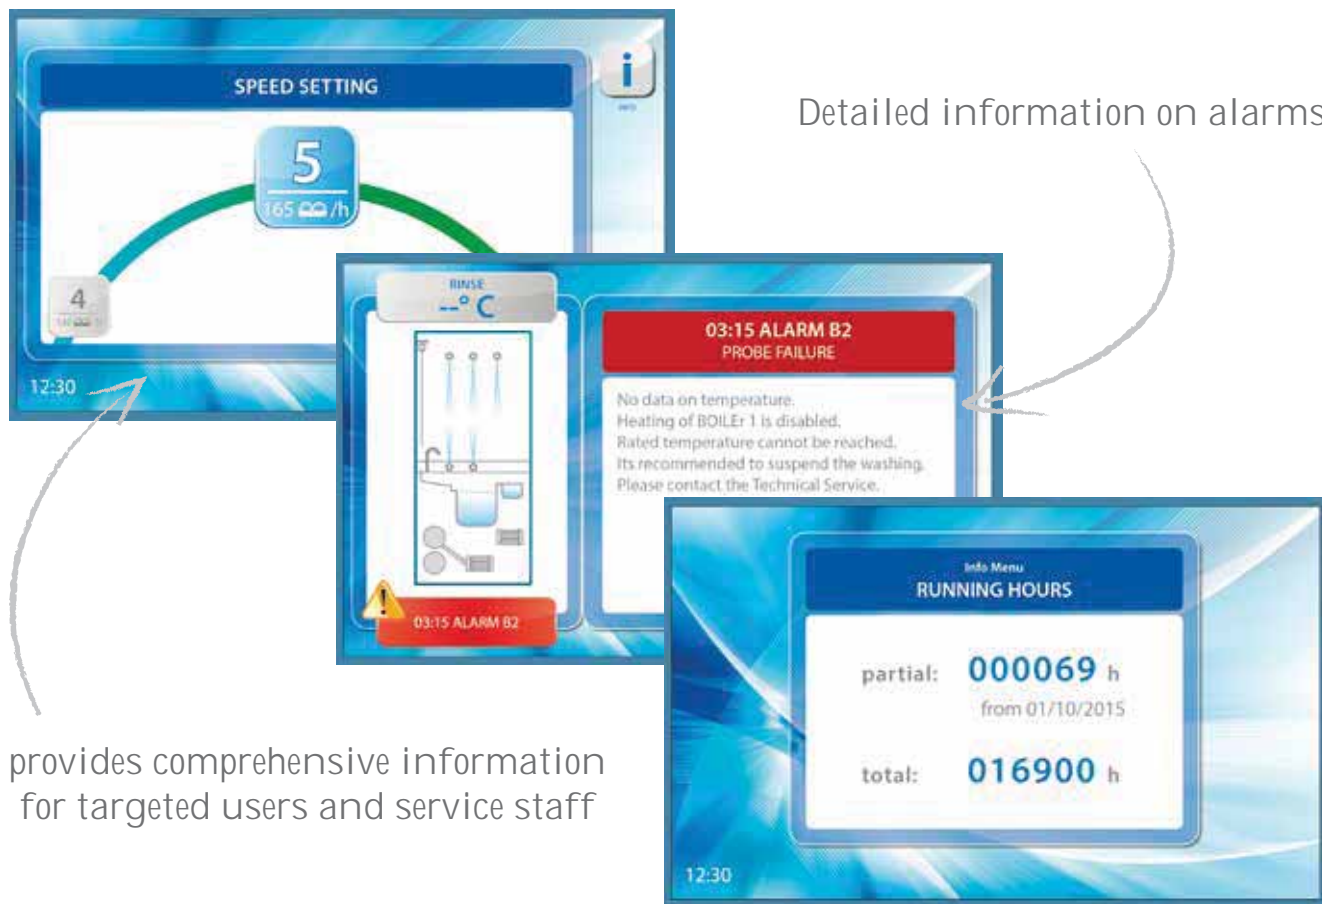 SPEED SETTING
i
INFO
5
165 /h
4
12:30
Detailed information on alarms
RINSE
--° C
03:15 ALARM B2
PROBE FAILURE
No data on temperature.
Heating of BOILEr 1 is disabled.
Rated temperature cannot be reached.
Its recommended to suspend the washing.
Please contact the Technical Service.
03:15 ALARM B2
Info Menu
RUNNING HOURS
partial: 000069 h
from 01/10/2015
total: 016900 h
12:30
provides comprehensive information
for targeted users and service staff